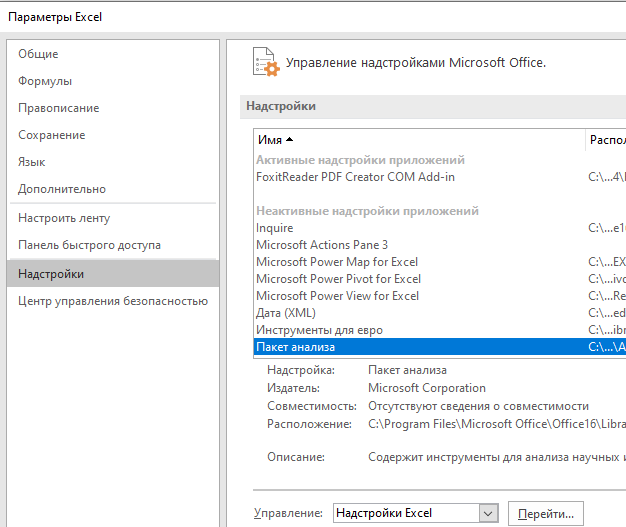 Параметры Excel
Общие
Формулы
Правописание
Сохранение
Язык
Дополнительно
Настроить ленту
Панель быстрого доступа
Надстройки
Центр управления безопасностью
Управление надстройками Microsoft Office.
Надстройки
Имя Распол
Активные надстройки приложений
FoxitReader PDF Creator COM Add-in C:\...4\I
Неактивные надстройки приложений
Inquire C:\...e16
Microsoft Actions Pane 3
Microsoft Power Map for Excel C:\...EX
Microsoft Power Pivot for Excel C:\...ivo
Microsoft Power View for Excel C:\...Re
Дата (XML) C:\...ed
Инструменты для евро C:\...ibr
Пакет анализа C:\...\A
Надстройка: Пакет анализа
Издатель: Microsoft Corporation
Совместимость: Отсутствуют сведения о совместимости
Расположение: C:\Program Files\Microsoft Office\Office16\Libra
Описание: Содержит инструменты для анализа научных и
Управление: Надстройки Excel Перейти...